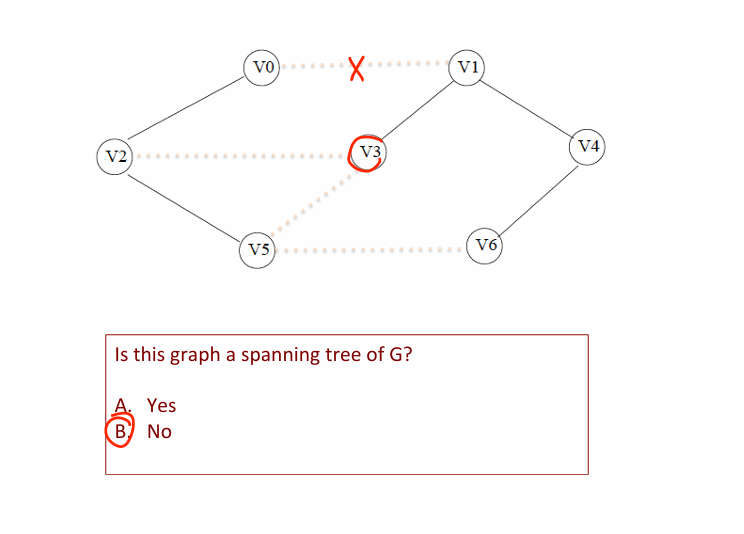 V0
X
V1
V2
V3
V4
V5
V6
Is this graph a spanning tree of G?
A. Yes
B. No